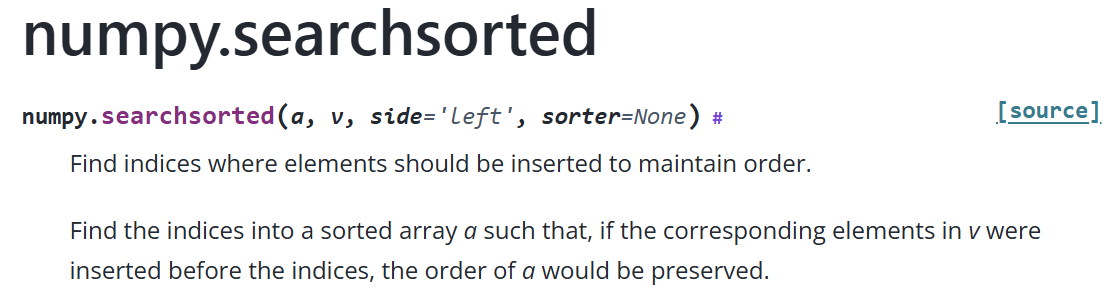 numpy.searchsorted
numpy.searchsorted(a, v, side='left', sorter=None) # [source]
Find indices where elements should be inserted to maintain order.
Find the indices into a sorted array a such that, if the corresponding elements in v were
inserted before the indices, the order of a would be preserved.